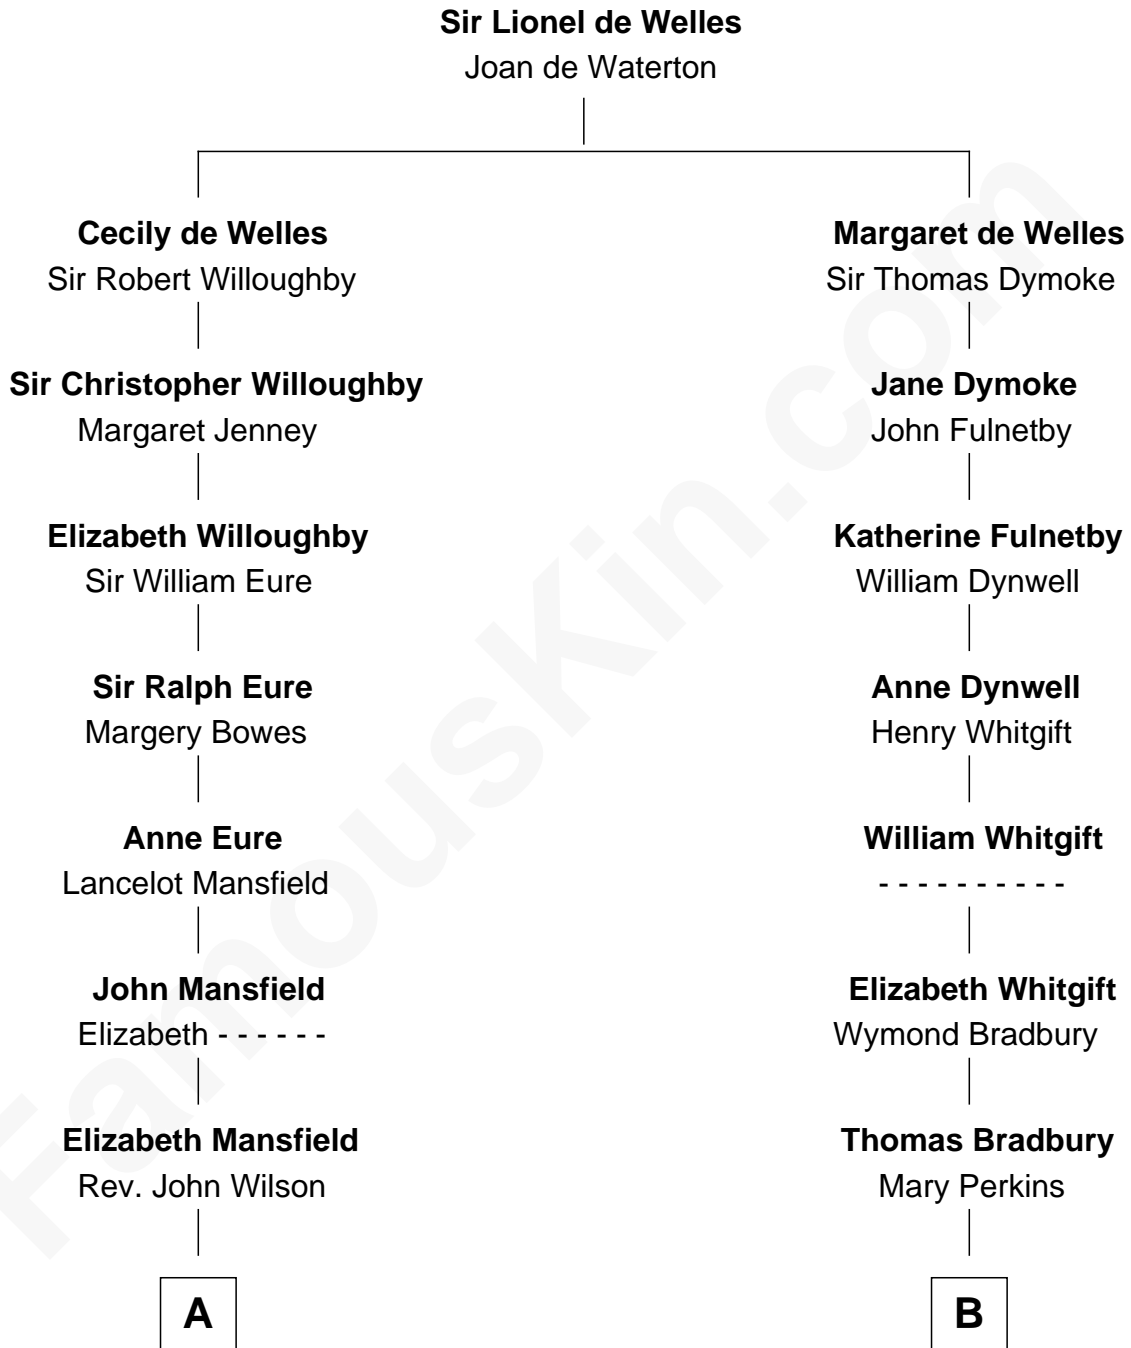 Sir Lionel de Welles
Joan de Waterton
Cecily de Welles
Sir Robert Willoughby
Margaret de Welles
Sir Thomas Dymoke
Sir Christopher Willoughby
Margaret Jenney
Jane Dymoke
John Fulnetby
Elizabeth Willoughby
Sir William Eure
Katherine Fulnetby
William Dynwell
Sir Ralph Eure
Margery Bowes
Anne Dynwell
Henry Whitgift
Anne Eure
Lancelot Mansfield
William Whitgift
- - - - - - - - - -
John Mansfield
Elizabeth - - - - - -
Elizabeth Whitgift
Wymond Bradbury
Elizabeth Mansfield
Rev. John Wilson
Thomas Bradbury
Mary Perkins
A
B
FamousKin.com